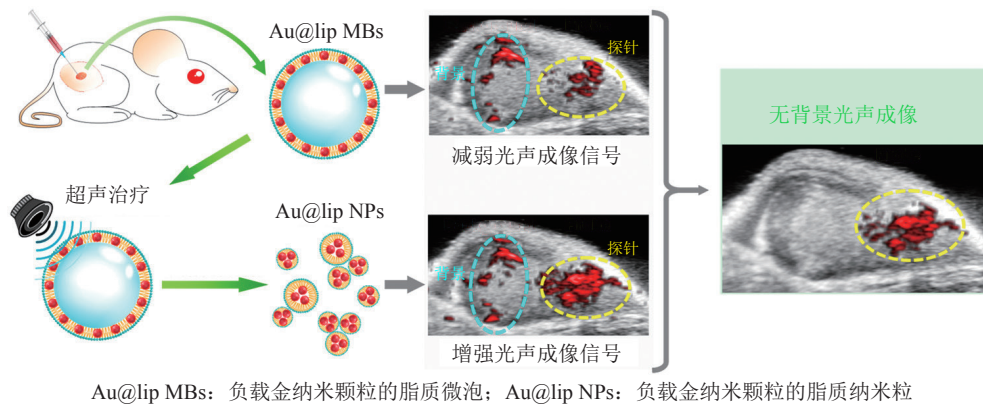 Au@lip MBs
背景
探针
减弱光声成像信号
无背景光声成像
超声治疗
Au@lip NPs
背景
探针
增强光声成像信号
Au@lip MBs：负载金纳米颗粒的脂质微泡；Au@lip NPs：负载金纳米颗粒的脂质纳米粒